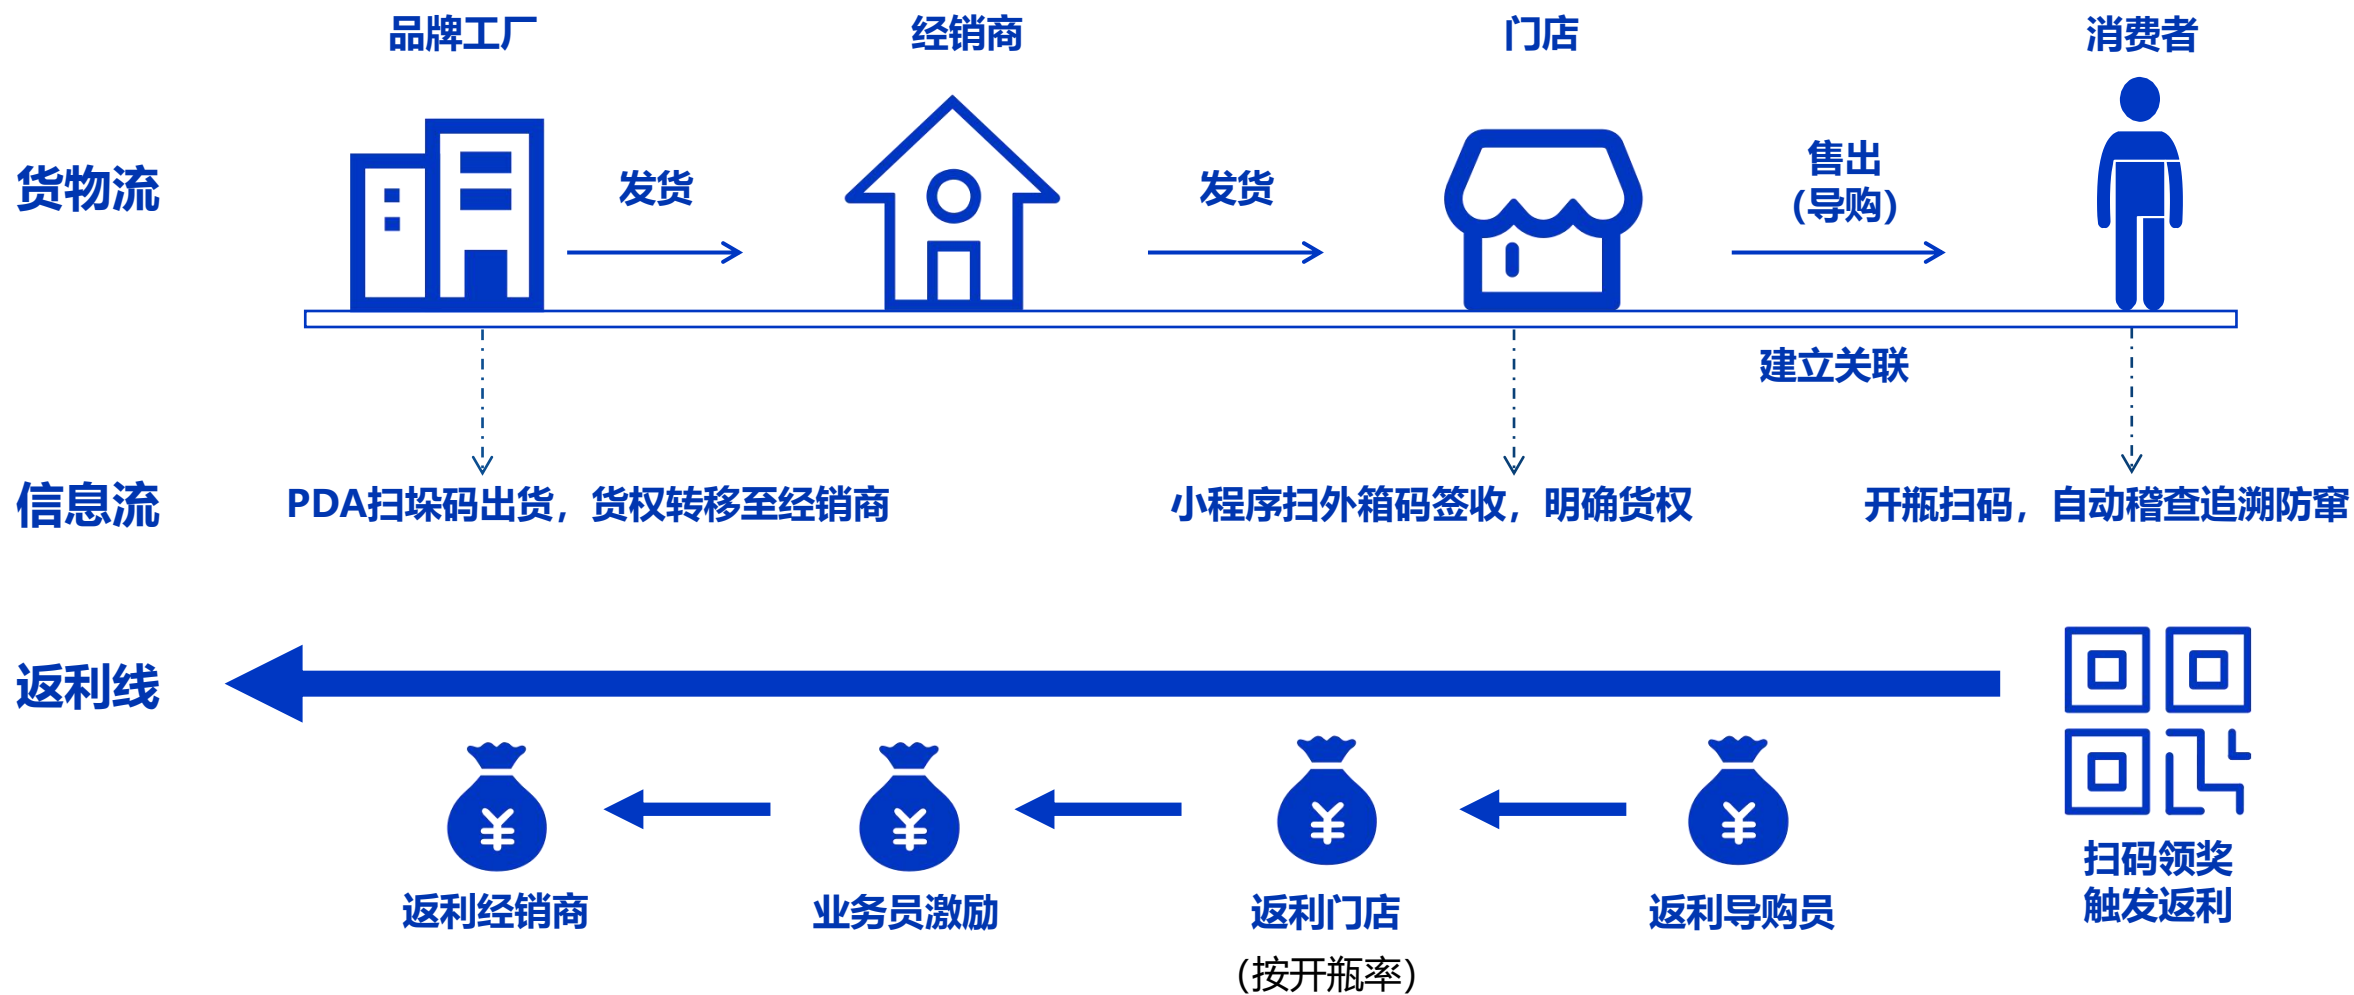 品牌工厂
经销商
门店
消费者
货物流
发货
发货
售出
(导购)
建立关联
信息流
PDA扫垛码出货，货权转移至经销商
小程序扫外箱码签收，明确货权
开瓶扫码，自动稽查追溯防窜
返利线
¥
¥
¥
¥
扫码领奖
触发返利
返利经销商
业务员激励
返利门店
返利导购员
（按开瓶率）